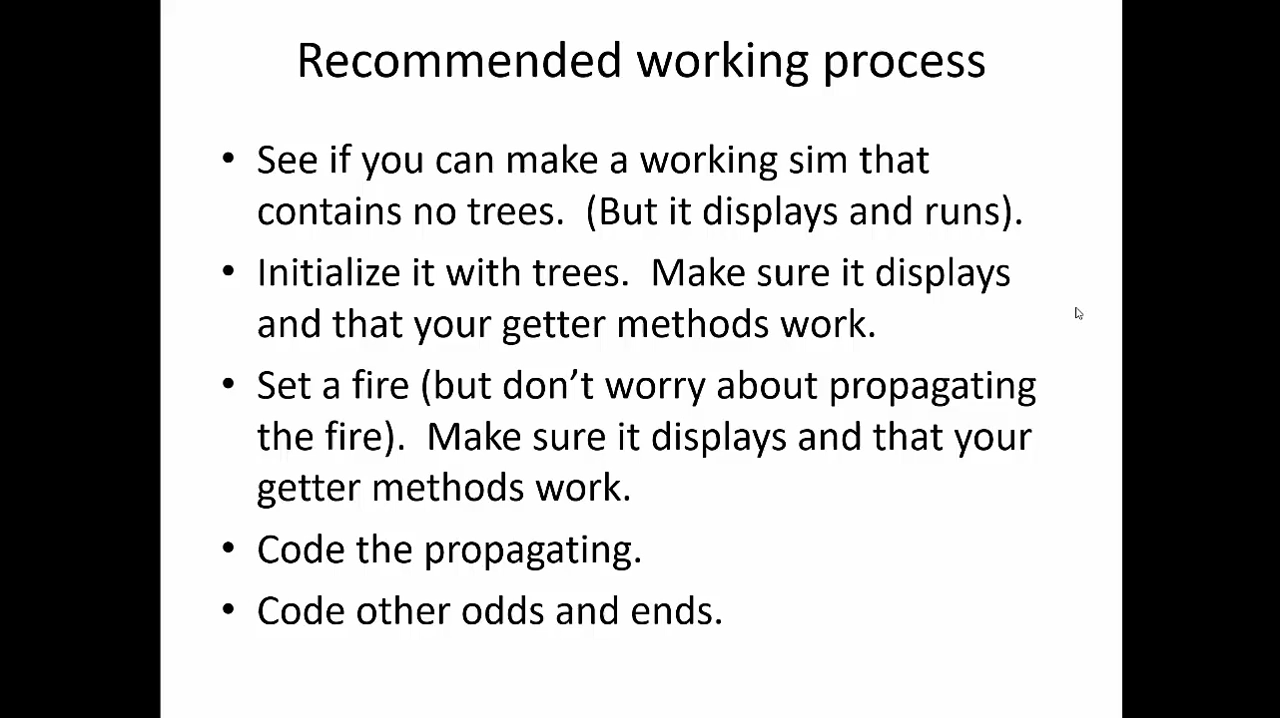 Recommended working process
• See if you can make a working sim that
contains no trees.  (But it displays and runs).
• Initialize it with trees.  Make sure it displays
and that your getter methods work.
• Set a fire (but don’t worry about propagating
the fire).  Make sure it displays and that your
getter methods work.
• Code the propagating.
• Code other odds and ends.